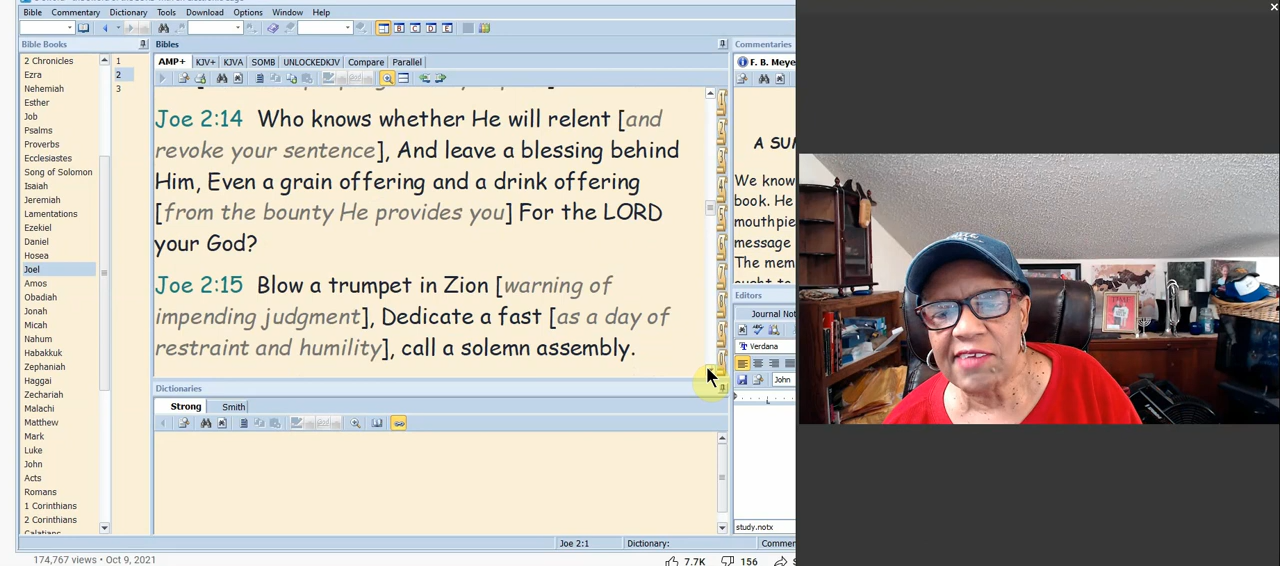 Bible Commentary Dictionary Tools Download Options Window Help
B C D E
Bible Books
Bibles
Commentaries
2 Chronicles
Ezra
Nehemiah
Esther
Job
Psalms
Proverbs
Ecclesiastes
Song of Solomon
Isaiah
Jeremiah
Lamentations
Ezekiel
Daniel
Hosea
Joel
Amos
Obadiah
Jonah
Micah
Nahum
Habakkuk
Zephaniah
Haggai
Zechariah
Malachi
Matthew
Mark
Luke
John
Acts
Romans
1 Corinthians
2 Corinthians
1
2
3
AMP+ KJV+ KJVA SOMB UNLOCKEDKJV Compare Parallel
Joe 2:14 Who knows whether He will relent [and
revoke your sentence], And leave a blessing behind
Him, Even a grain offering and a drink offering
[from the bounty He provides you] For the LORD
your God?
Joe 2:15 Blow a trumpet in Zion [warning of
impending judgment], Dedicate a fast [as a day of
restraint and humility], call a solemn assembly.
Dictionaries
Strong Smith
F. B. Meye
A SU
We know
book. He
mouthpie
message
The mem
Editors
Journal Not
Verdana
John
study.notx
Joe 2:1 Dictionary: Comme
174,767 views • Oct 9, 2021
7.7K 156 S